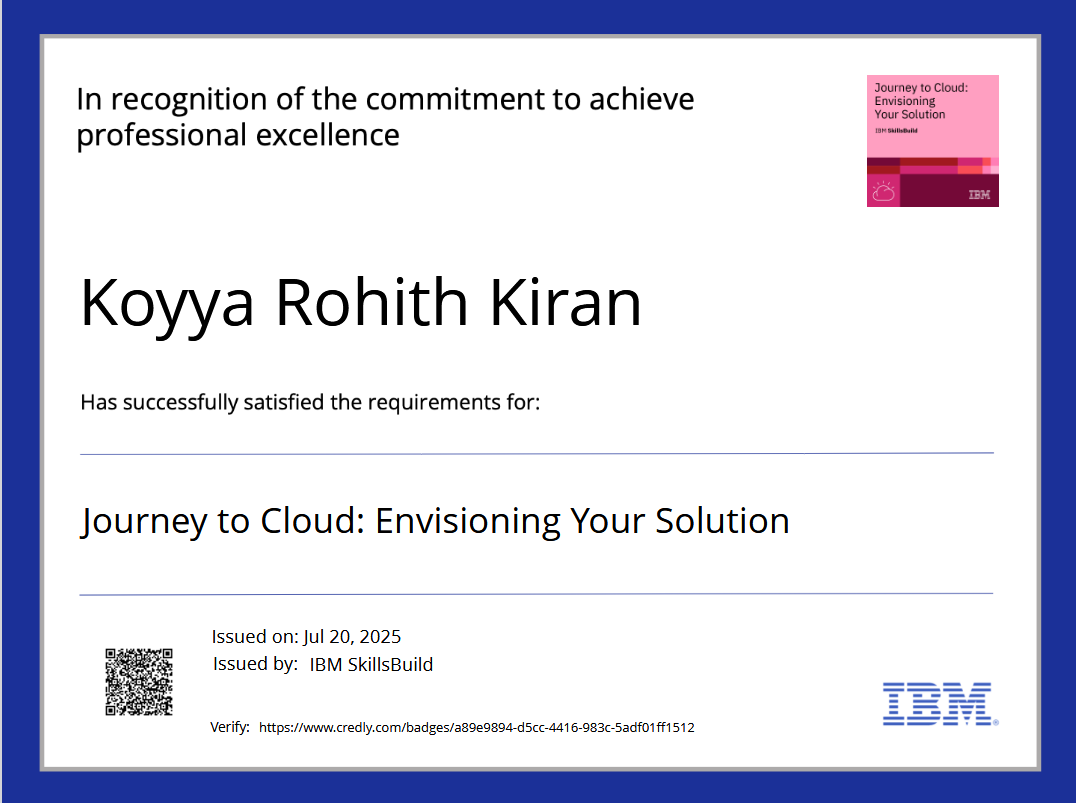 In recognition of the commitment to achieve
professional excellence
Journey to Cloud:
Envisioning
Your Solution
IBM SkillsBuild
IBM
Koyya Rohith Kiran
Has successfully satisfied the requirements for:
Journey to Cloud: Envisioning Your Solution
Issued on: Jul 20, 2025
Issued by: IBM SkillsBuild
Verify: https://www.credly.com/badges/a89e9894-d5cc-4416-983c-5adf01ff1512
IBM®